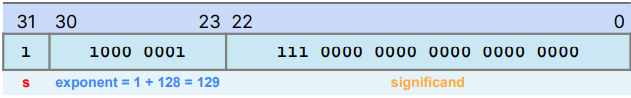 31 30 23 22 0
1 1000 0001 111 0000 0000 0000 0000 0000
s exponent = 1 + 128 = 129 significand